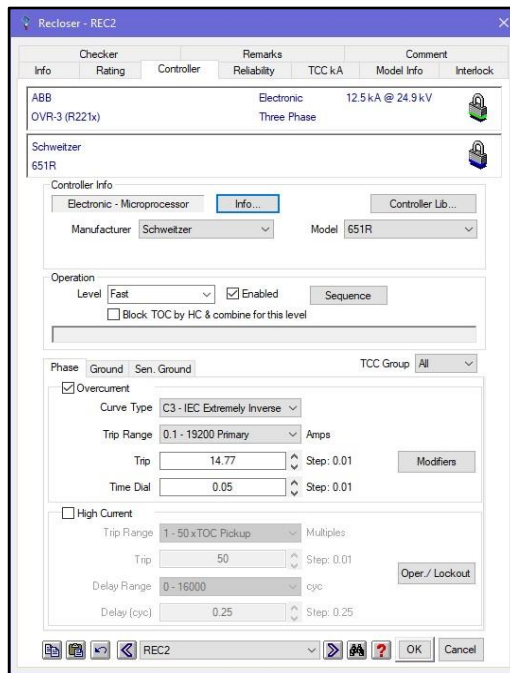 Recloser - REC2
Checker Remarks Comment
Info Rating Controller Reliability TCC kA Model Info Interlock
ABB Electronic 12.5 kA @ 24.9 kV
OVR-3 (R221x) Three Phase
Schweitzer
651R
Controller Info
Electronic - Microprocessor Info... Controller Lib...
Manufacturer Schweitzer Model 651R
Operation
Level Fast Enabled Sequence
Block TOC by HC & combine for this level
Phase Ground Sen. Ground TCC Group All
Overcurrent
Curve Type C3 - IEC Extremely Inverse
Trip Range 0.1 - 19200 Primary Amps
Trip 14.77 Step: 0.01 Modifiers
Time Dial 0.05 Step: 0.01
High Current
Trip Range 1 - 50 xTOC Pickup Multiples
Trip 50 Step: 0.01
Oper./ Lockout
Delay Range 0 - 16000 cyc
Delay (cyc) 0.25 Step: 0.25
REC2 ? OK Cancel